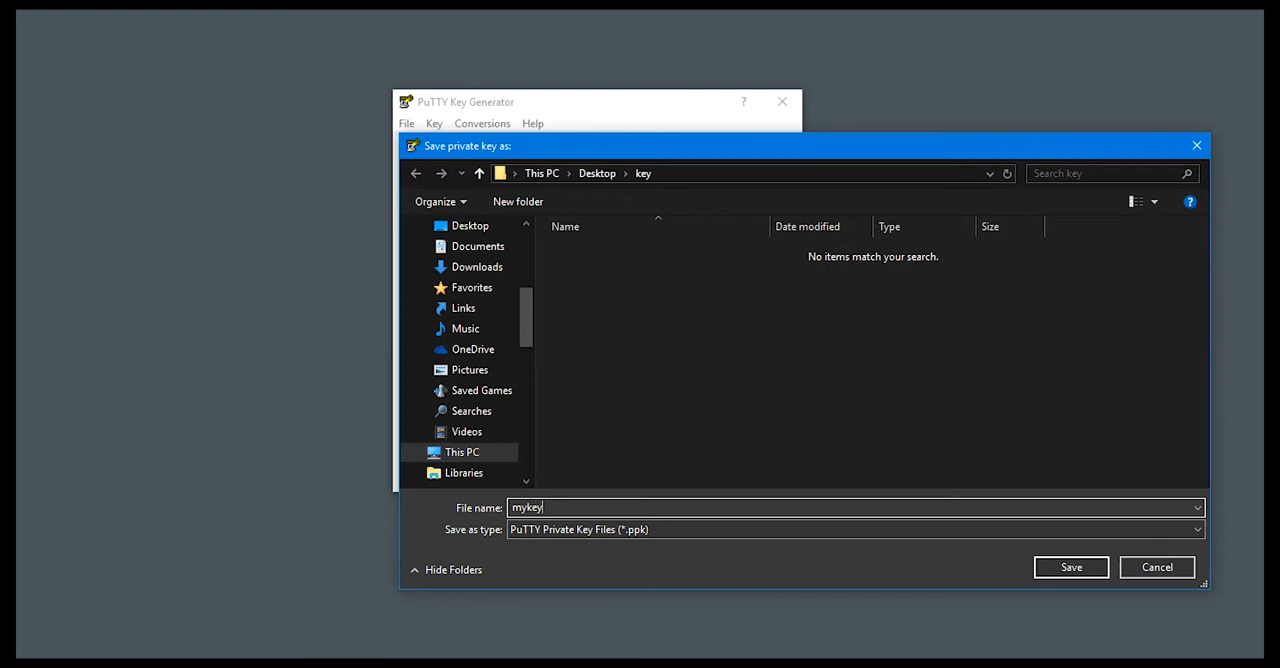 PuTTY Key Generator
?
File Key Conversions Help
Save private key as:
This PC › Desktop › key
Search key
Organize
New folder
?
Desktop
Documents
Downloads
Favorites
Links
Music
OneDrive
Pictures
Saved Games
Searches
Videos
This PC
Libraries
Name Date modified Type Size
No items match your search.
File name: mykey
Save as type: PuTTY Private Key Files (*.ppk)
Hide Folders
Save
Cancel